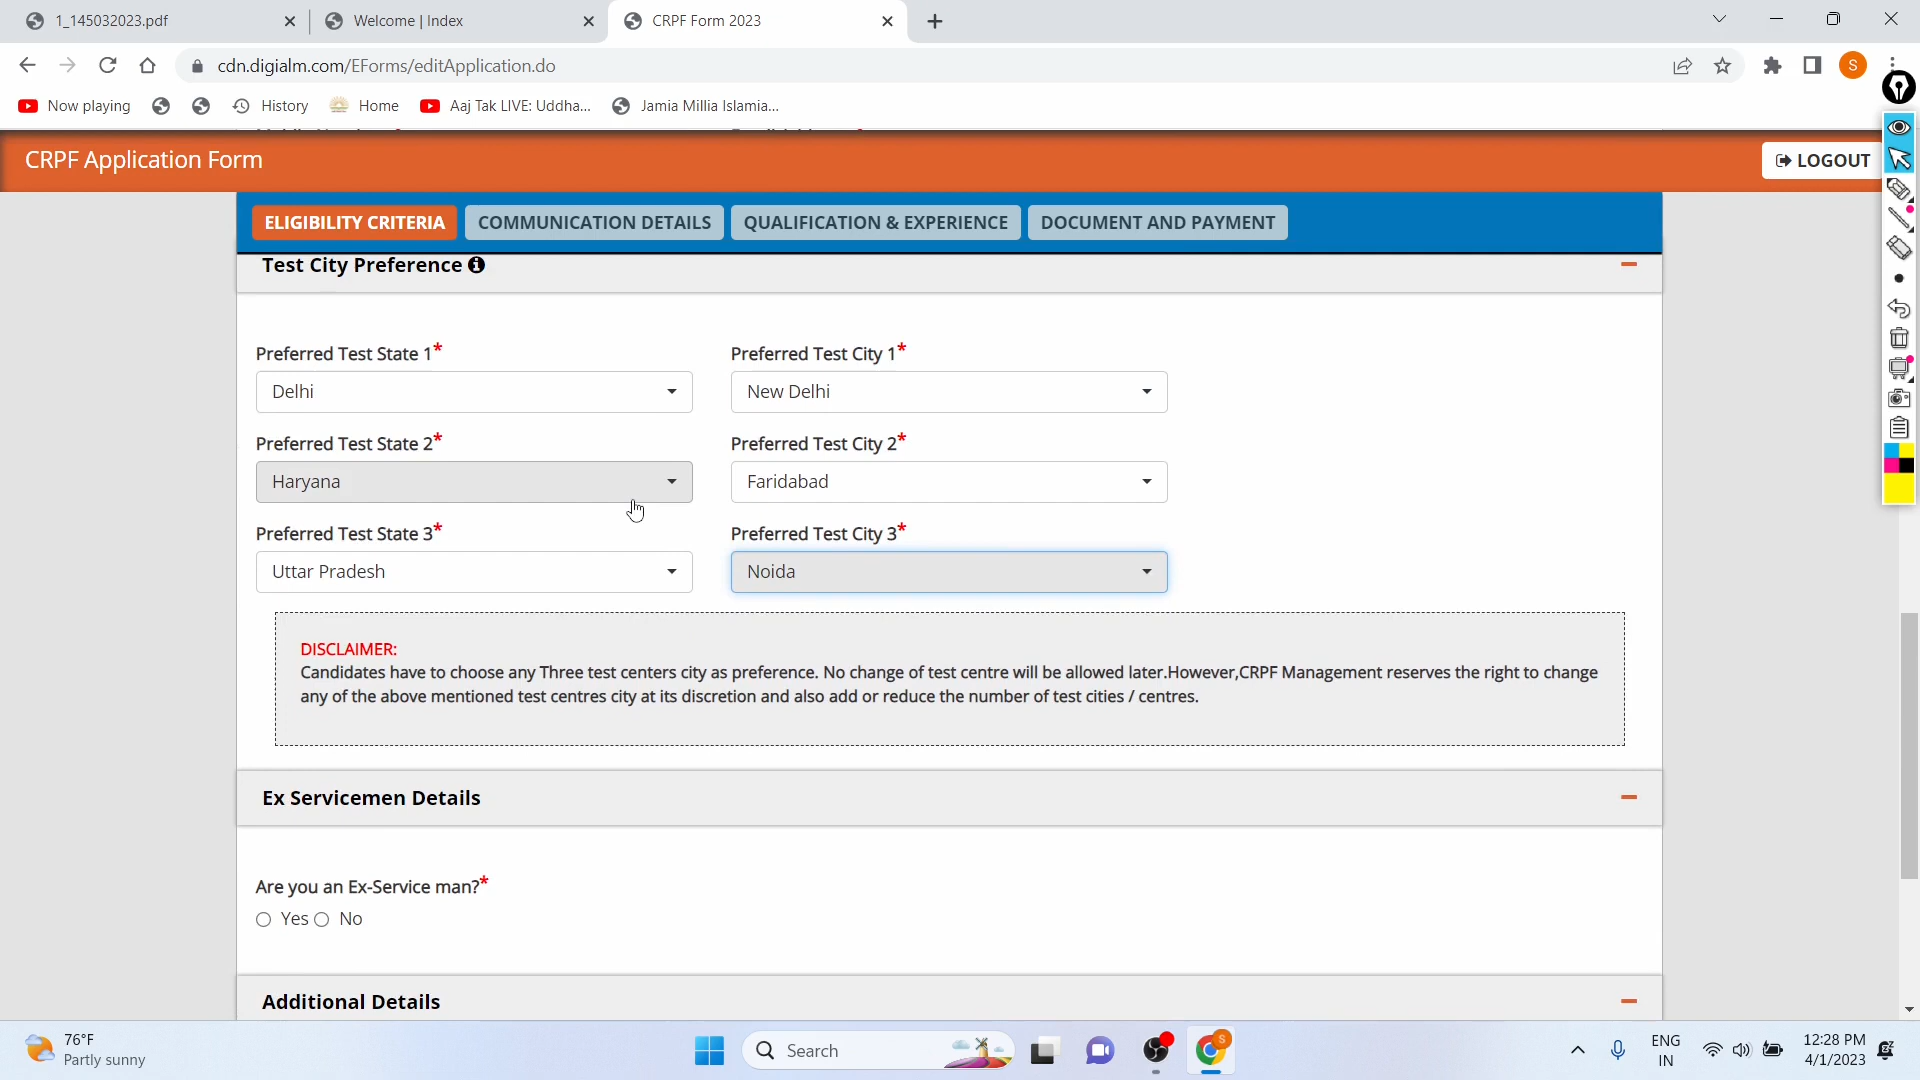 1_145032023.pdf
Welcome | Index
CRPF Form 2023
cdn.digialm.com/EForms/editApplication.do
S
Now playing
History
Home
Aaj Tak LIVE: Uddha...
Jamia Millia Islamia...
CRPF Application Form
LOGOUT
ELIGIBILITY CRITERIA
COMMUNICATION DETAILS
QUALIFICATION & EXPERIENCE
DOCUMENT AND PAYMENT
Test City Preference
Preferred Test State 1*
Preferred Test City 1*
Delhi
New Delhi
Preferred Test State 2*
Preferred Test City 2*
Haryana
Faridabad
Preferred Test State 3*
Preferred Test City 3*
Uttar Pradesh
Noida
DISCLAIMER:
Candidates have to choose any Three test centers city as preference. No change of test centre will be allowed later.However,CRPF Management reserves the right to change
any of the above mentioned test centres city at its discretion and also add or reduce the number of test cities / centres.
Ex Servicemen Details
Are you an Ex-Service man?*
Yes No
Additional Details
76°F
Partly sunny
Search
S
ENG
IN
12:28 PM
4/1/2023